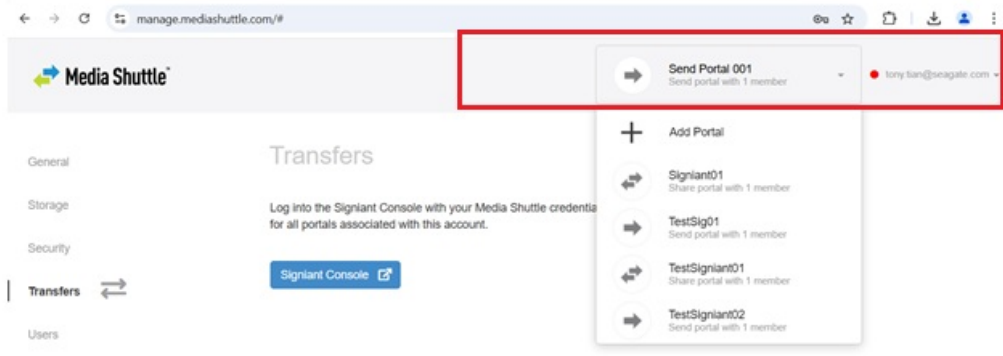 manage.mediashuttle.com/#
Media Shuttle
Send Portal 001
Send portal with 1 member
tony.tian@seagate.com
Add Portal
Transfers
General
Signiant01
Share portal with 1 member
Storage
Log into the Signiant Console with your Media Shuttle credentia
for all portals associated with this account.
TestSig01
Send portal with 1 member
Security
Signiant Console
TestSigniant01
Share portal with 1 member
Transfers
TestSigniant02
Send portal with 1 member
Users